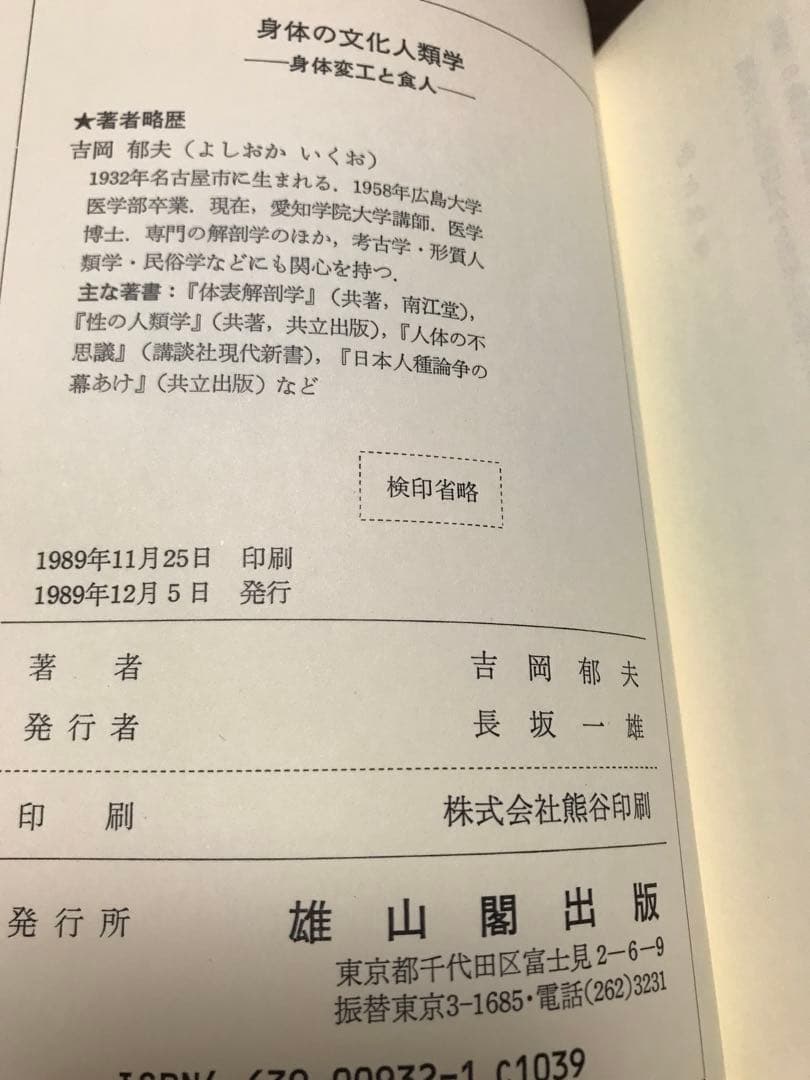 身体の文化人類学
――身体変工と食人――
★著者略歴
吉岡 郁夫（よしおか いくお）
1932年名古屋市に生まれる．1958年広島大学
医学部卒業．現在，愛知学院大学講師．医学
博士．専門の解剖学のほか，考古学・形質人
類学・民俗学などにも関心を持つ．
主な著書：『体表解剖学』（共著，南江堂），
『性の人類学』（共著，共立出版），『人体の不
思議』（講談社現代新書），『日本人種論争の
幕あけ』（共立出版）など
検印省略
1989年11月25日 印刷
1989年12月5日 発行
著者 吉岡郁夫
発行者 長坂一雄
印刷 株式会社熊谷印刷
発行所 雄山閣出版
東京都千代田区富士見2－6－9
振替東京3-1685・電話(262)3231
ISBN4-639-00932-1 C1039